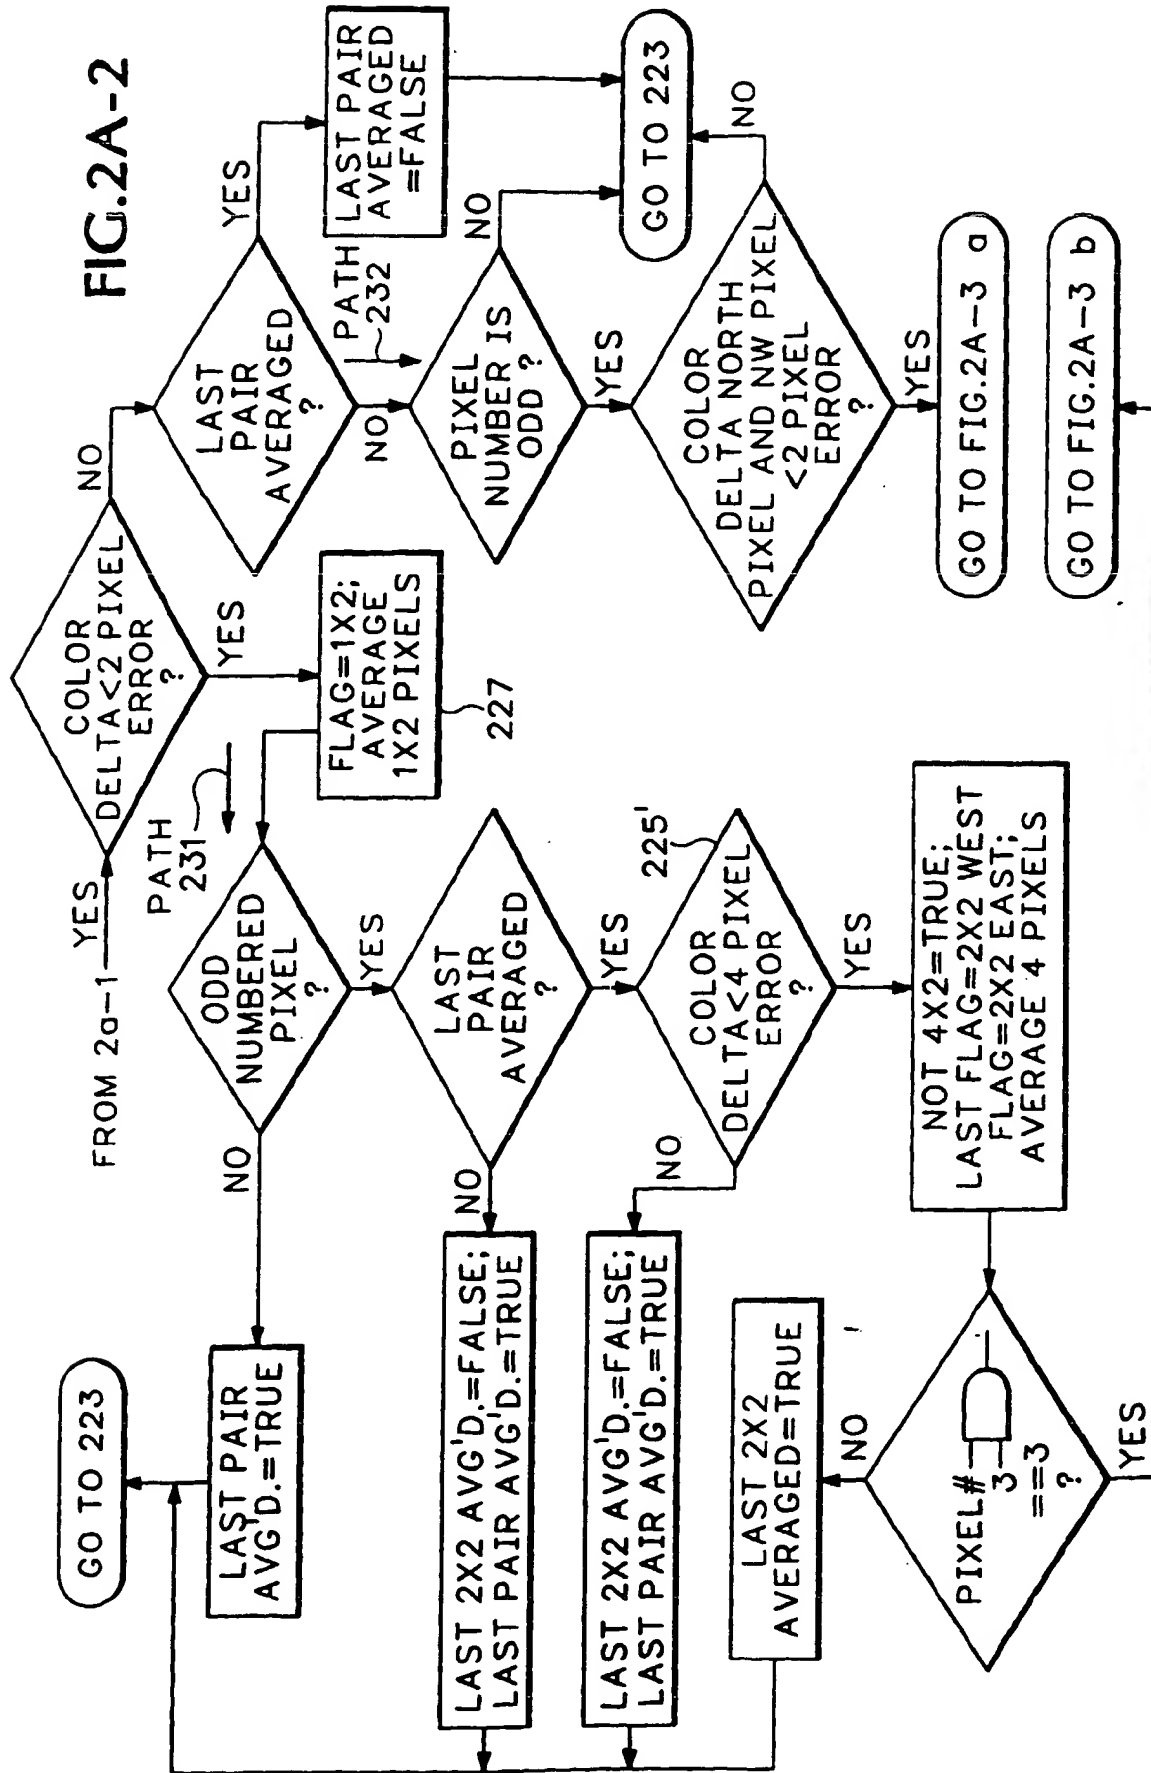 FIG.2A-2
FROM 2a-1
YES
COLOR
DELTA<2 PIXEL
ERROR
?
NO
YES
LAST
PAIR
AVERAGED
?
YES
LAST PAIR
AVERAGED
=FALSE
NO
PATH
232
PIXEL
NUMBER IS
ODD ?
NO
YES
GO TO 223
COLOR
DELTA NORTH
PIXEL AND NW PIXEL
<2 PIXEL
ERROR
?
NO
YES
GO TO FIG.2A-3 a
GO TO FIG.2A-3 b
FLAG=1X2;
AVERAGE
1X2 PIXELS
227
PATH
231
ODD
NUMBERED
PIXEL
?
NO
YES
LAST PAIR
AVG'D.=TRUE
GO TO 223
LAST
PAIR
AVERAGED
?
NO
YES
LAST 2X2 AVG'D.=FALSE;
LAST PAIR AVG'D.=TRUE
225'
COLOR
DELTA<4 PIXEL
ERROR
?
NO
YES
LAST 2X2 AVG'D.=FALSE;
LAST PAIR AVG'D.=TRUE
NOT 4X2=TRUE;
LAST FLAG=2X2 WEST
FLAG=2X2 EAST;
AVERAGE 4 PIXELS
PIXEL#
3
==3
?
NO
YES
LAST 2X2
AVERAGED=TRUE